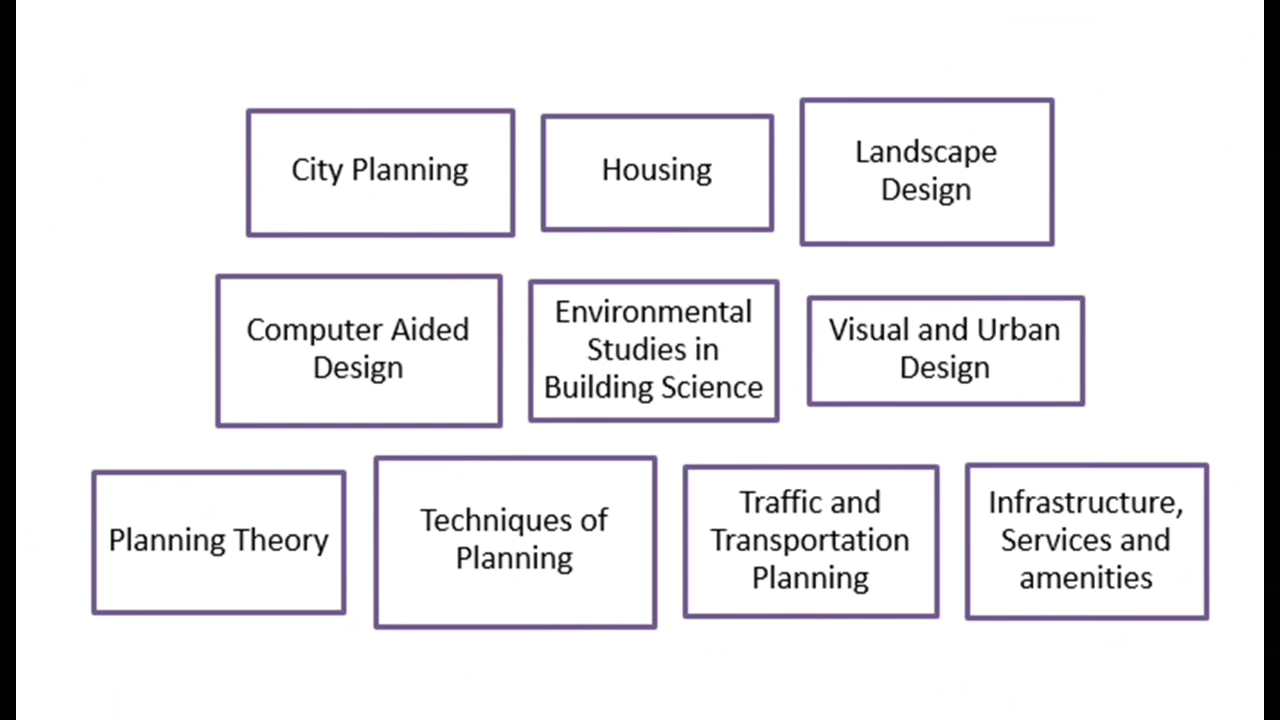 City Planning
Housing
Landscape
Design
Computer Aided
Design
Environmental
Studies in
Building Science
Visual and Urban
Design
Planning Theory
Techniques of
Planning
Traffic and
Transportation
Planning
Infrastructure,
Services and
amenities